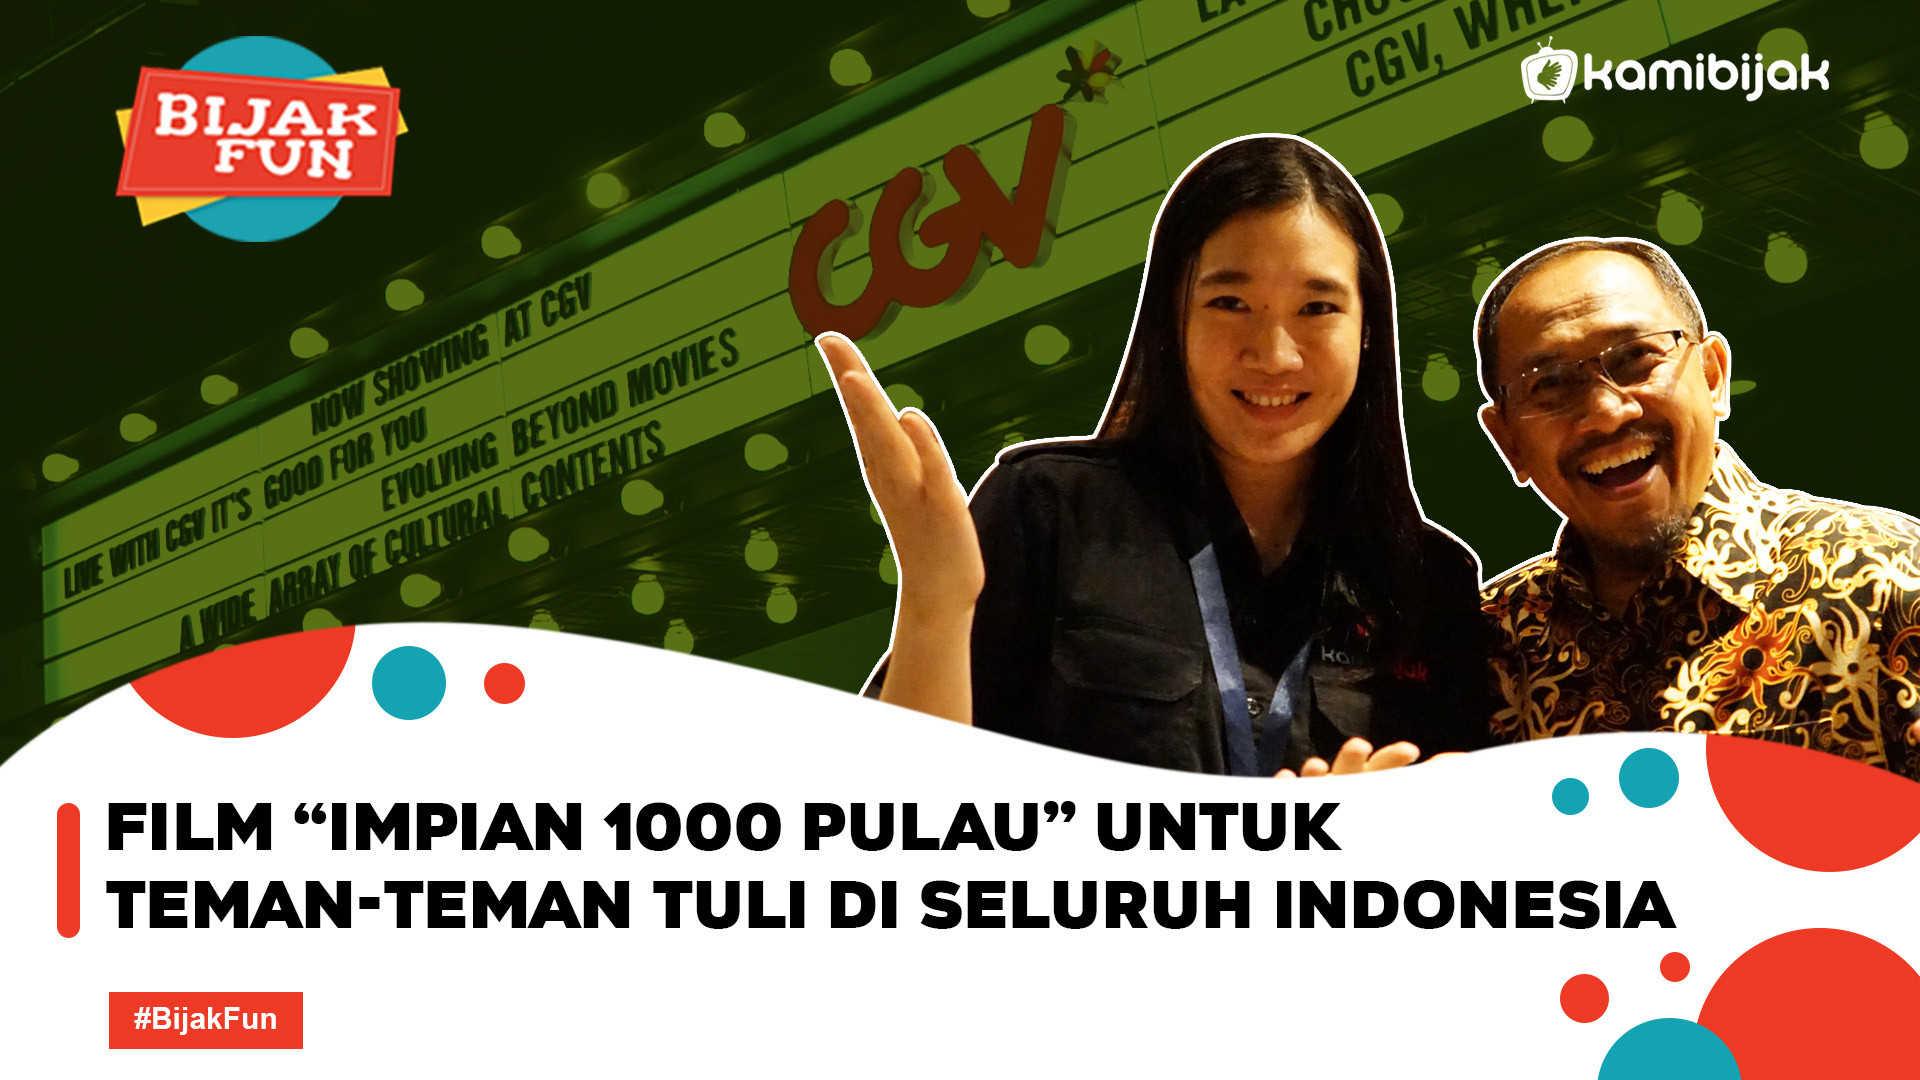 BIJAK
FUN
kamibijak
CGV, WHE
CGV
NOW SHOWING AT CGV
LIVE WITH CGV IT'S GOOD FOR YOU
EVOLVING BEYOND MOVIES
A WIDE ARRAY OF CULTURAL CONTENTS
FILM “IMPIAN 1000 PULAU” UNTUK
TEMAN-TEMAN TULI DI SELURUH INDONESIA
#BijakFun